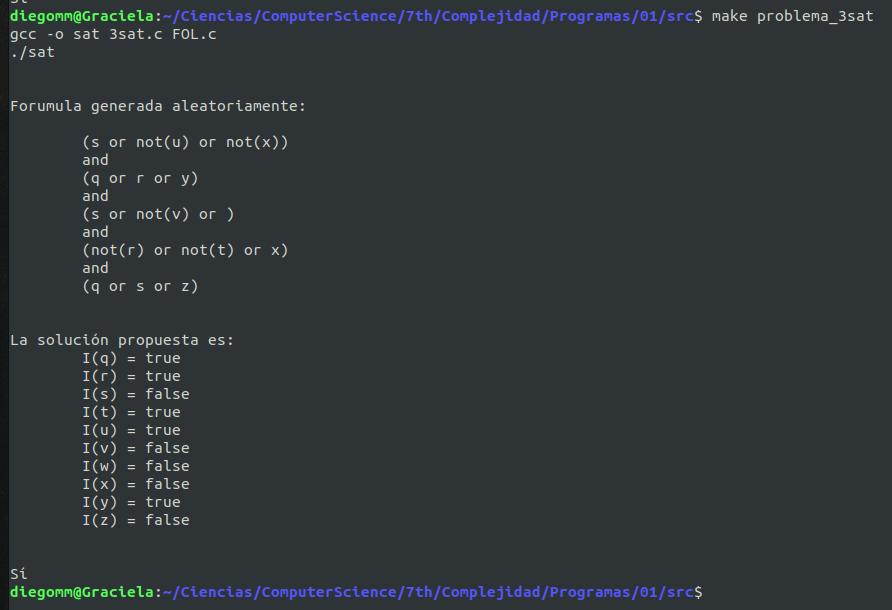 diegomm@Graciela:~/Ciencias/ComputerScience/7th/Complejidad/Programas/01/src$ make problema_3sat
gcc -o sat 3sat.c FOL.c
./sat
Forumula generada aleatoriamente:
(s or not(u) or not(x))
and
(q or r or y)
and
(s or not(v) or )
and
(not(r) or not(t) or x)
and
(q or s or z)
La solución propuesta es:
I(q) = true
I(r) = true
I(s) = false
I(t) = true
I(u) = true
I(v) = false
I(w) = false
I(x) = false
I(y) = true
I(z) = false
Sí
diegomm@Graciela:~/Ciencias/ComputerScience/7th/Complejidad/Programas/01/src$